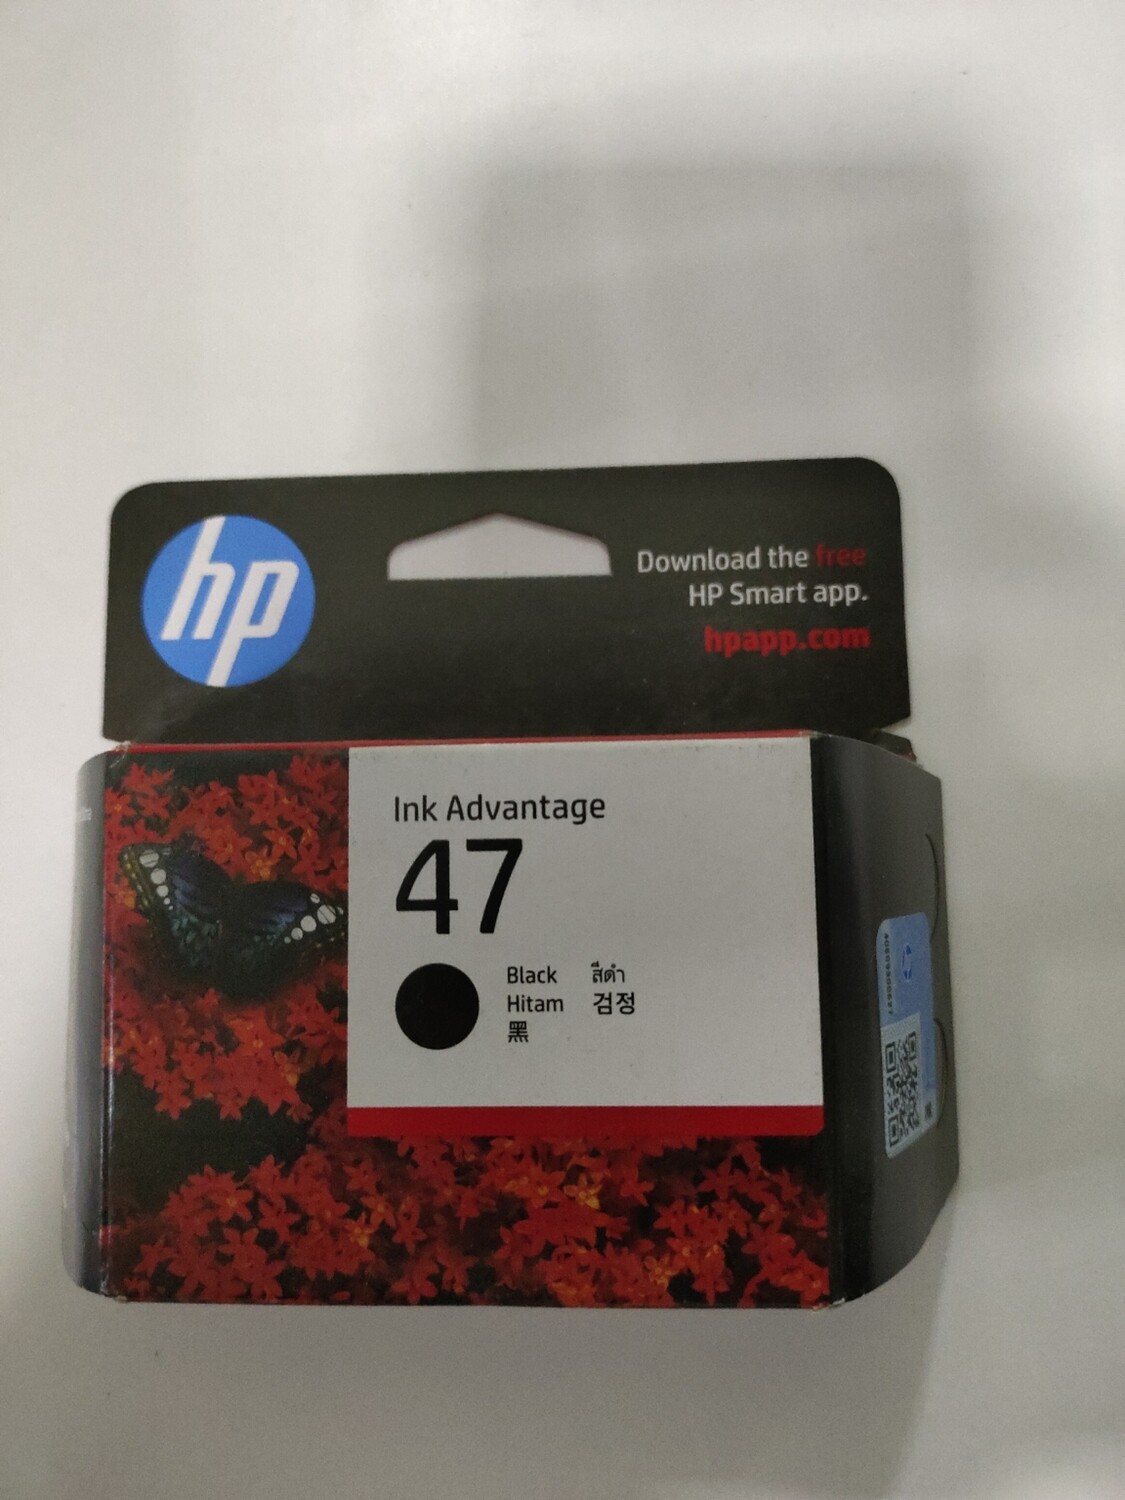 hp
Download the free
HP Smart app.
hpapp.com
Ink Advantage
47
Black สีดำ
Hitam 검정
黑